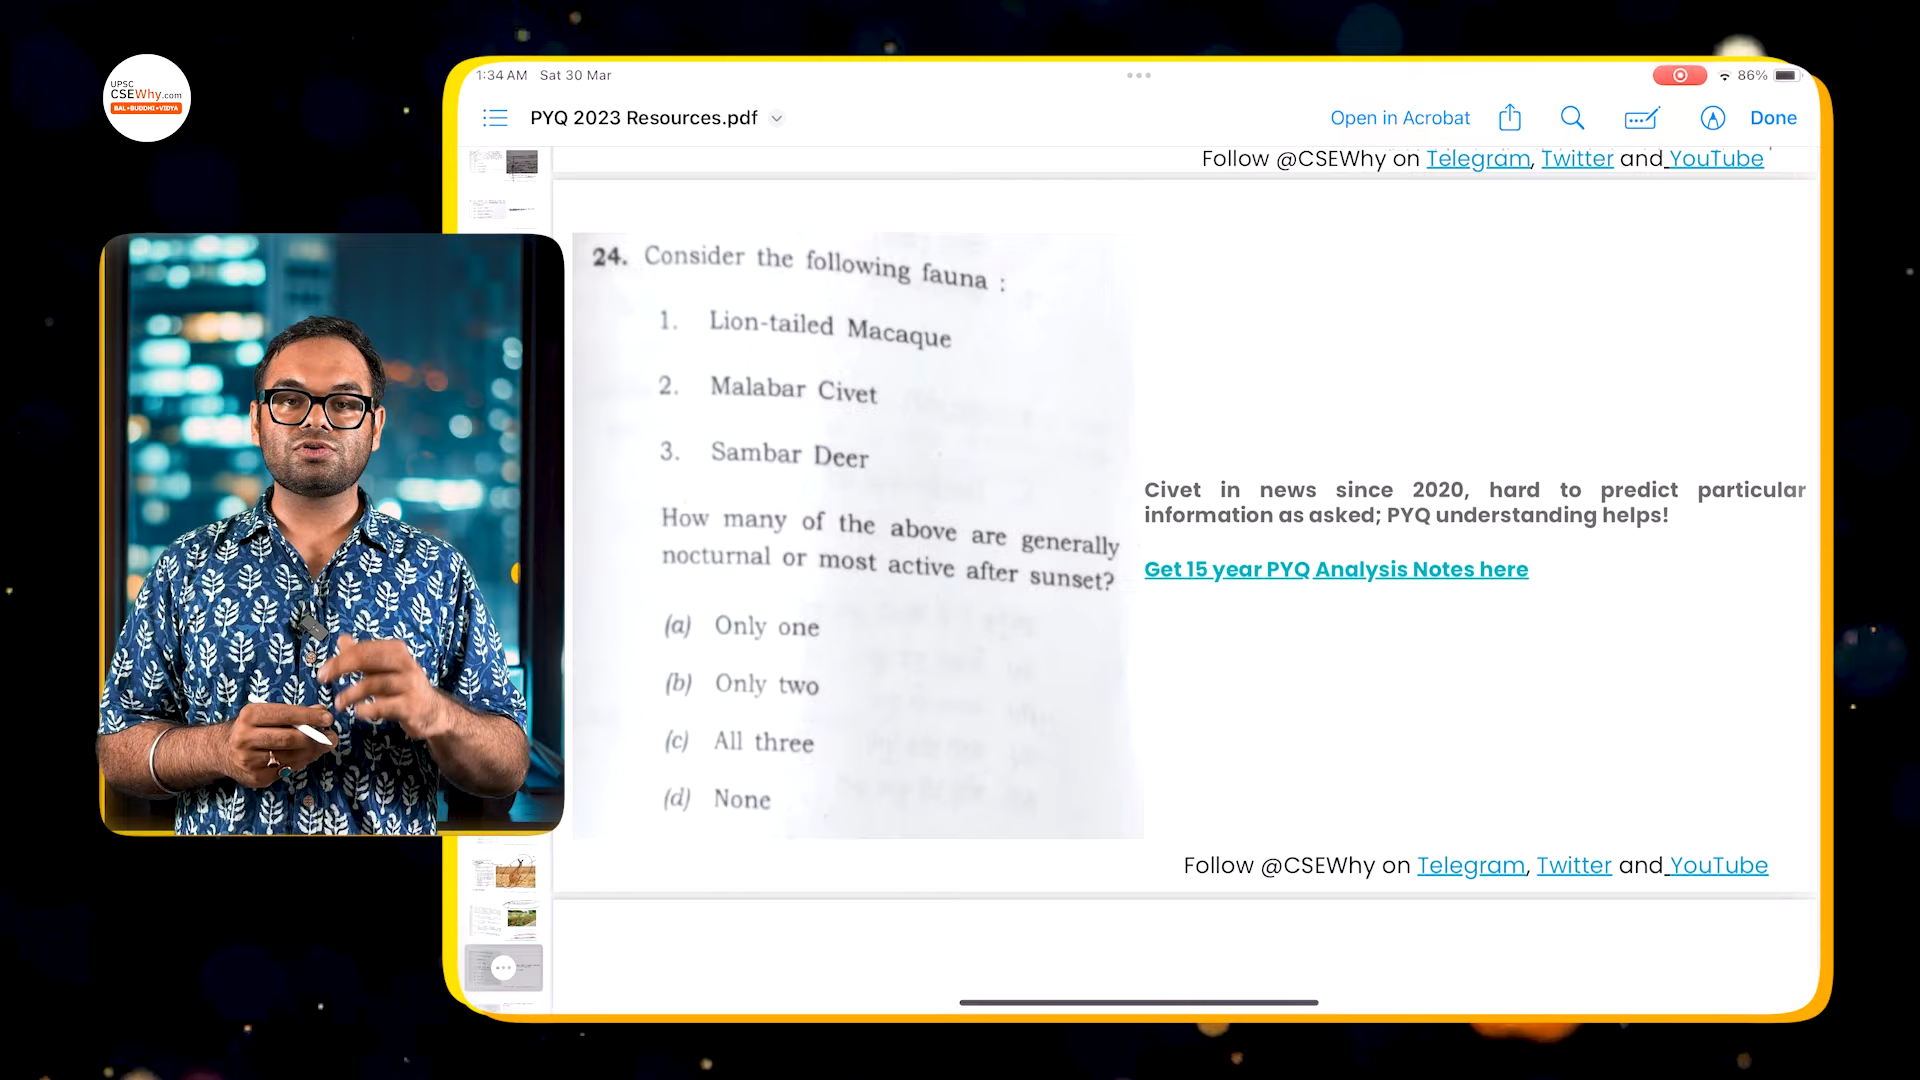 UPSC
CSEWhy.com
BAL•BUDDHI•VIDYA
1:34 AM Sat 30 Mar
86%
PYQ 2023 Resources.pdf
Open in Acrobat
Done
Follow @CSEWhy on Telegram, Twitter and YouTube
24. Consider the following fauna :
1. Lion-tailed Macaque
2. Malabar Civet
3. Sambar Deer
How many of the above are generally
nocturnal or most active after sunset?
(a) Only one
(b) Only two
(c) All three
(d) None
Civet in news since 2020, hard to predict particular
information as asked; PYQ understanding helps!
Get 15 year PYQ Analysis Notes here
Follow @CSEWhy on Telegram, Twitter and YouTube